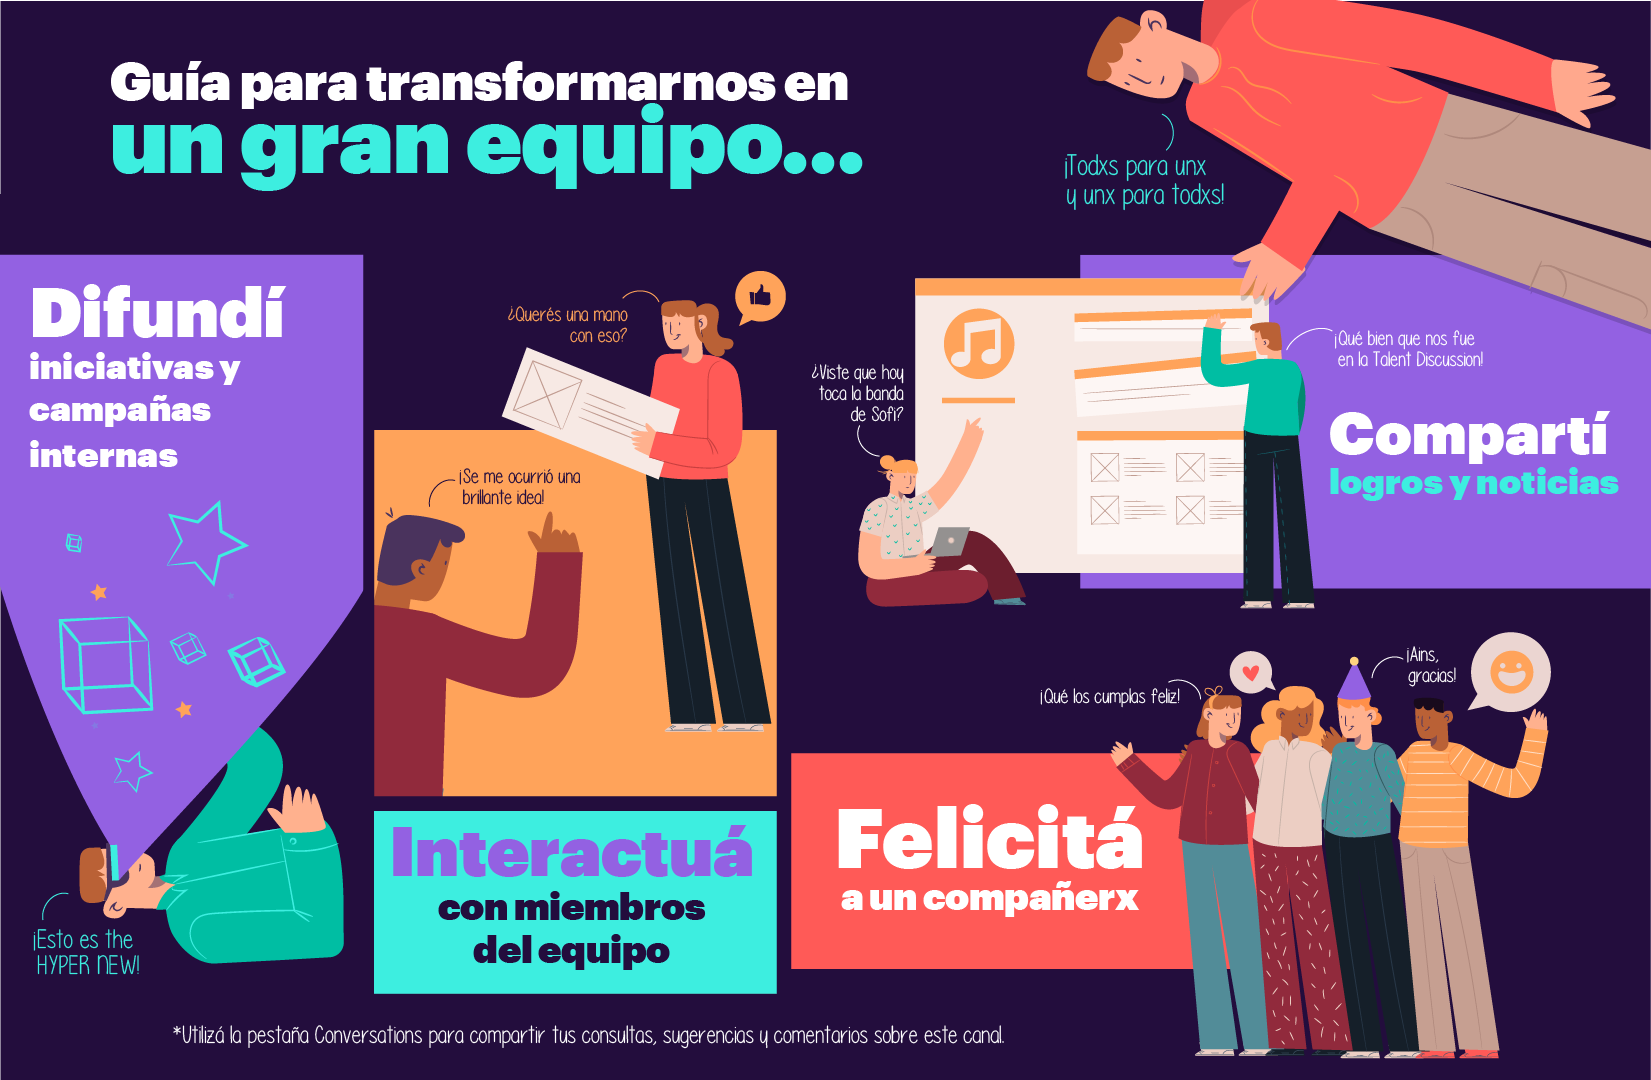 Guía para transformarnos en
un gran equipo...
¡Todxs para unx
y unx para todxs!
Difundí
iniciativas y
campañas
internas
¡Esto es the
HYPER NEW!
¿Querés una mano
con eso?
¡Se me ocurrió una
brillante idea!
Interactuá
con miembros
del equipo
¿Viste que hoy
toca la banda
de Sofi?
¡Qué bien que nos fue
en la Talent Discussion!
Compartí
logros y noticias
¡Qué los cumplas feliz!
¡Ains,
gracias!
Felicitá
a un compañerx
*Utilizá la pestaña Conversations para compartir tus consultas, sugerencias y comentarios sobre este canal.